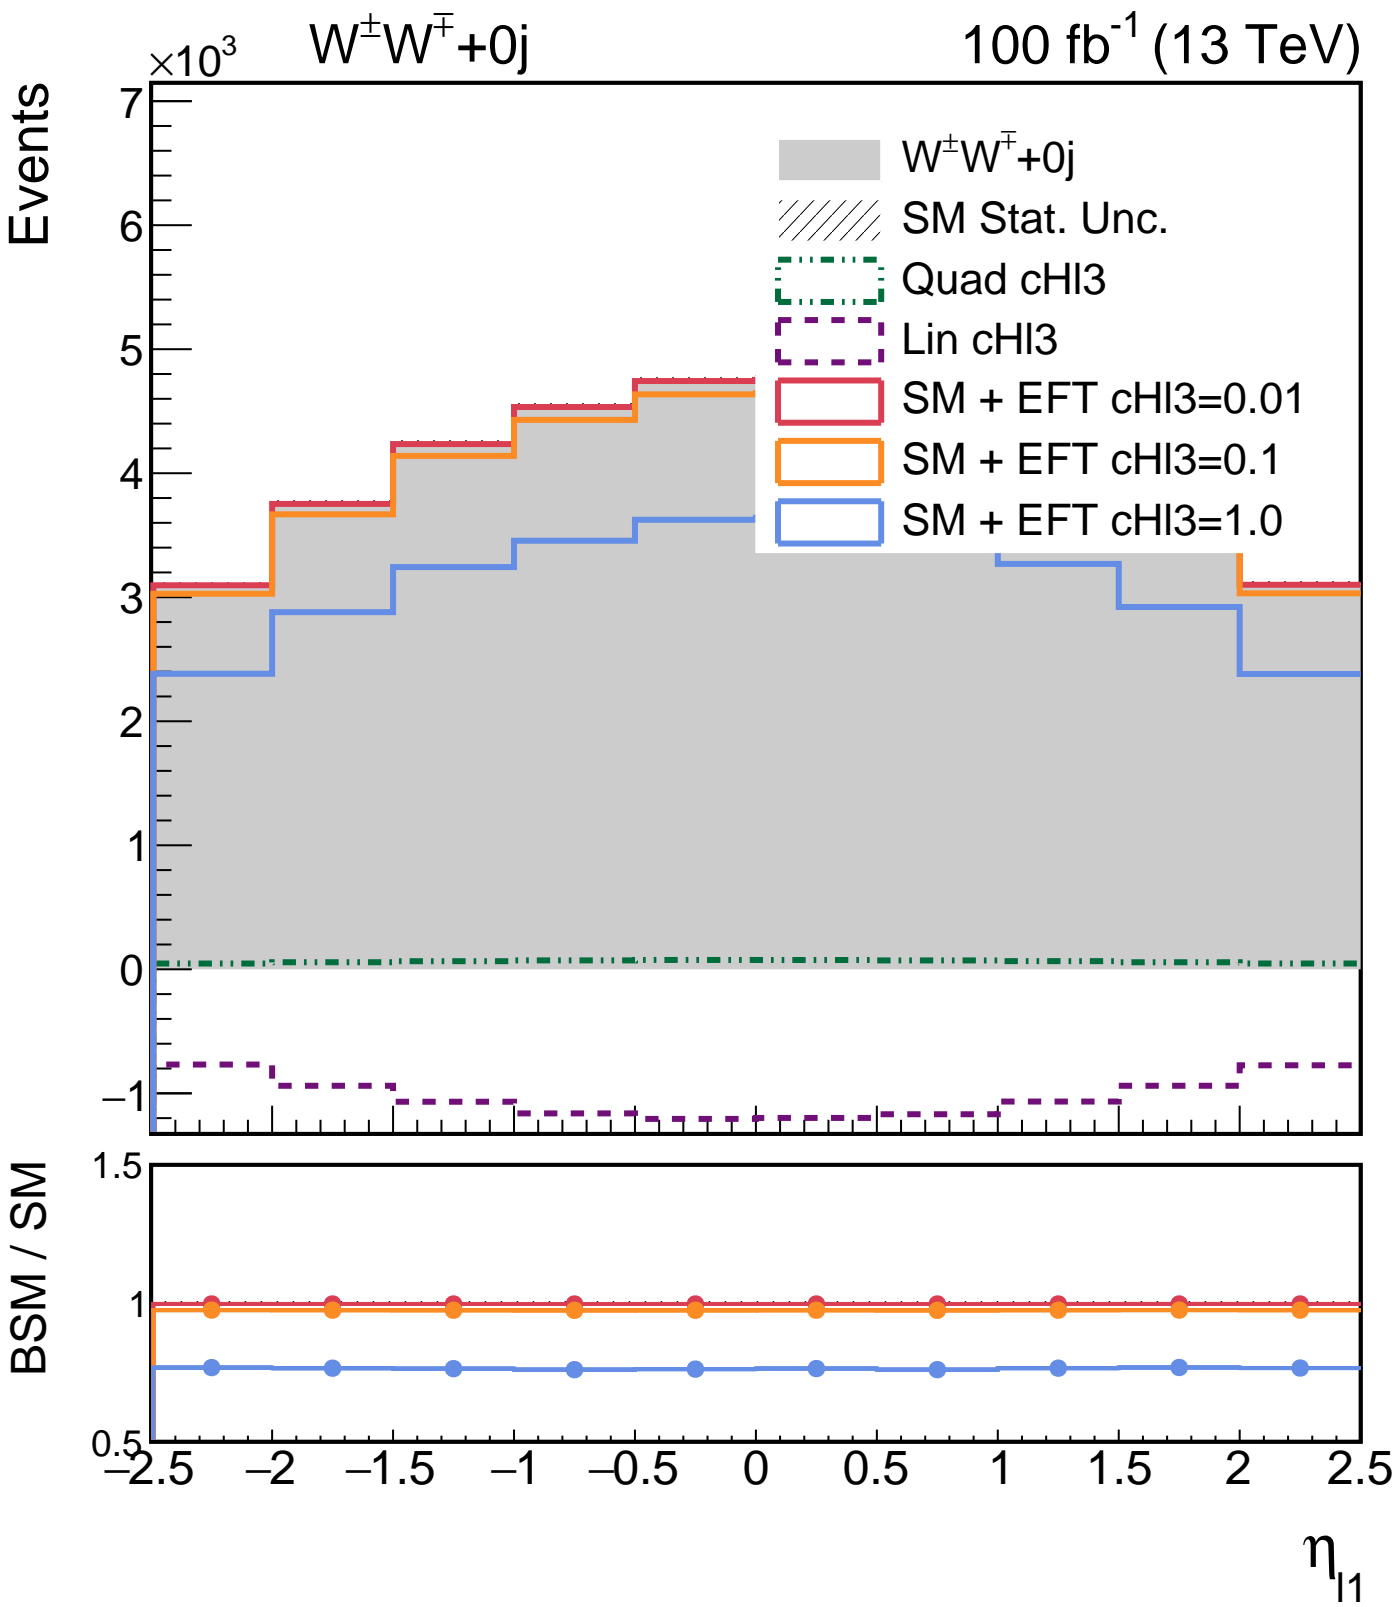 ×10³ W±W∓+0j 100 fb⁻¹ (13 TeV)
Events
7
6
5
4
3
2
1
0
−1
W±W∓+0j
SM Stat. Unc.
Quad cHl3
Lin cHl3
SM + EFT cHl3=0.01
SM + EFT cHl3=0.1
SM + EFT cHl3=1.0
BSM / SM
1.5
1
0.5
−2.5 −2 −1.5 −1 −0.5 0 0.5 1 1.5 2 2.5
η_l1